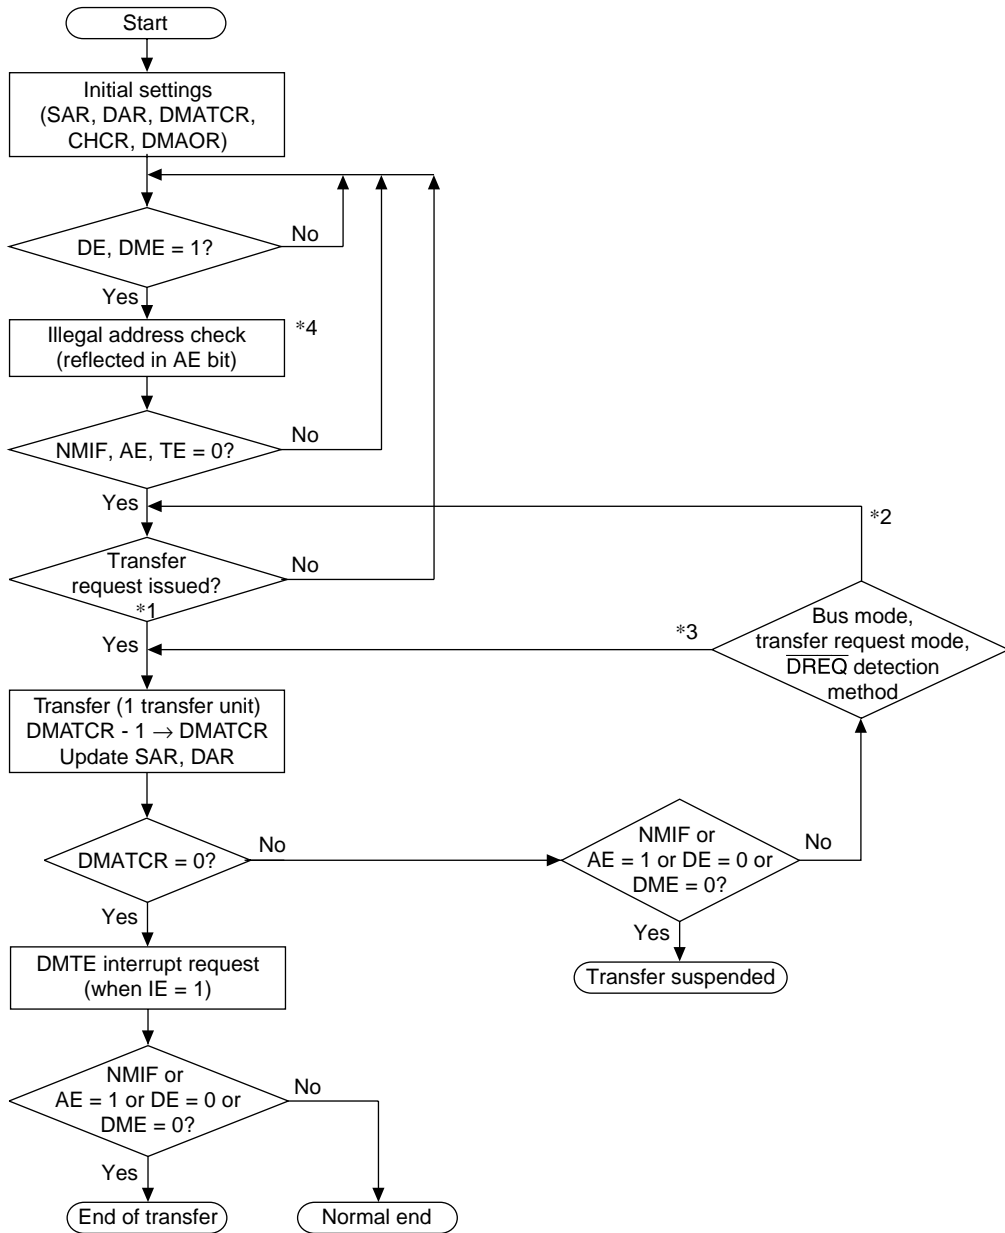 Start
Initial settings
(SAR, DAR, DMATCR,
CHCR, DMAOR)
DE, DME = 1?
No
Yes
Illegal address check
(reflected in AE bit)
*4
NMIF, AE, TE = 0?
No
Yes
*2
Transfer
request issued?
*1
No
Yes
*3
Bus mode,
transfer request mode,
DREQ detection
method
Transfer (1 transfer unit)
DMATCR - 1 → DMATCR
Update SAR, DAR
DMATCR = 0?
No
Yes
NMIF or
AE = 1 or DE = 0 or
DME = 0?
No
Yes
Transfer suspended
DMTE interrupt request
(when IE = 1)
NMIF or
AE = 1 or DE = 0 or
DME = 0?
No
Yes
End of transfer
Normal end